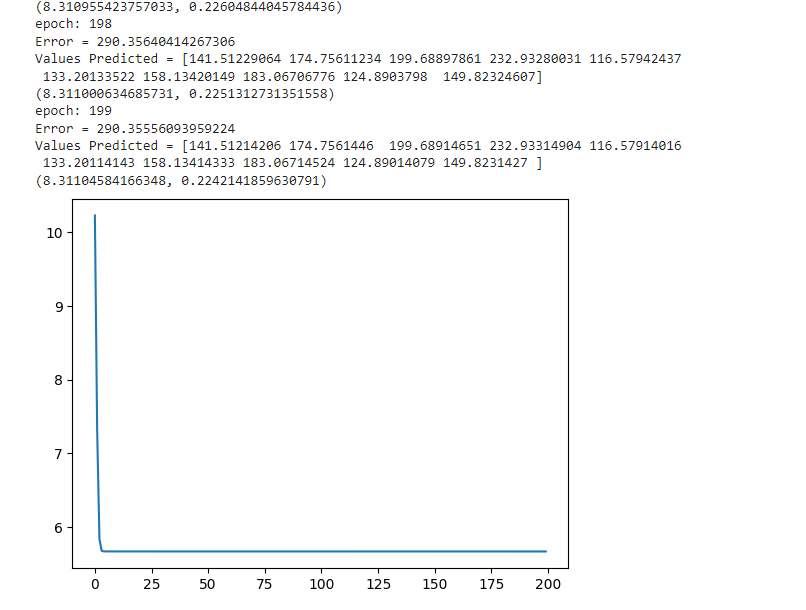 (8.310955423757033, 0.22604844045784436)
epoch: 198
Error = 290.35640414267306
Values Predicted = [141.51229064 174.75611234 199.68897861 232.93280031 116.57942437
133.20133522 158.13420149 183.06706776 124.8903798  149.82324607]
(8.311000634685731, 0.2251312731351558)
epoch: 199
Error = 290.35556093959224
Values Predicted = [141.51214206 174.7561446  199.68914651 232.93314904 116.57914016
133.20114143 158.13414333 183.06714524 124.89014079 149.8231427 ]
(8.31104584166348, 0.2242141859630791)
10
9
8
7
6
0 25 50 75 100 125 150 175 200